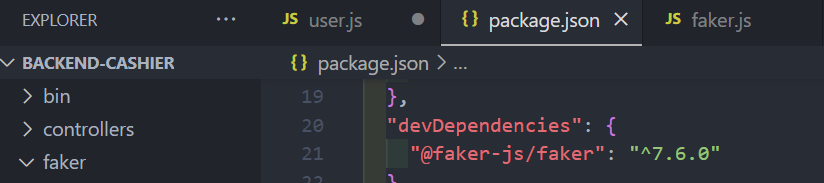 EXPLORER
···
JS user.js
{} package.json
JS faker.js
BACKEND-CASHIER
{} package.json > ...
bin
controllers
faker
19 },
20 "devDependencies": {
21 "@faker-js/faker": "^7.6.0"
22 }